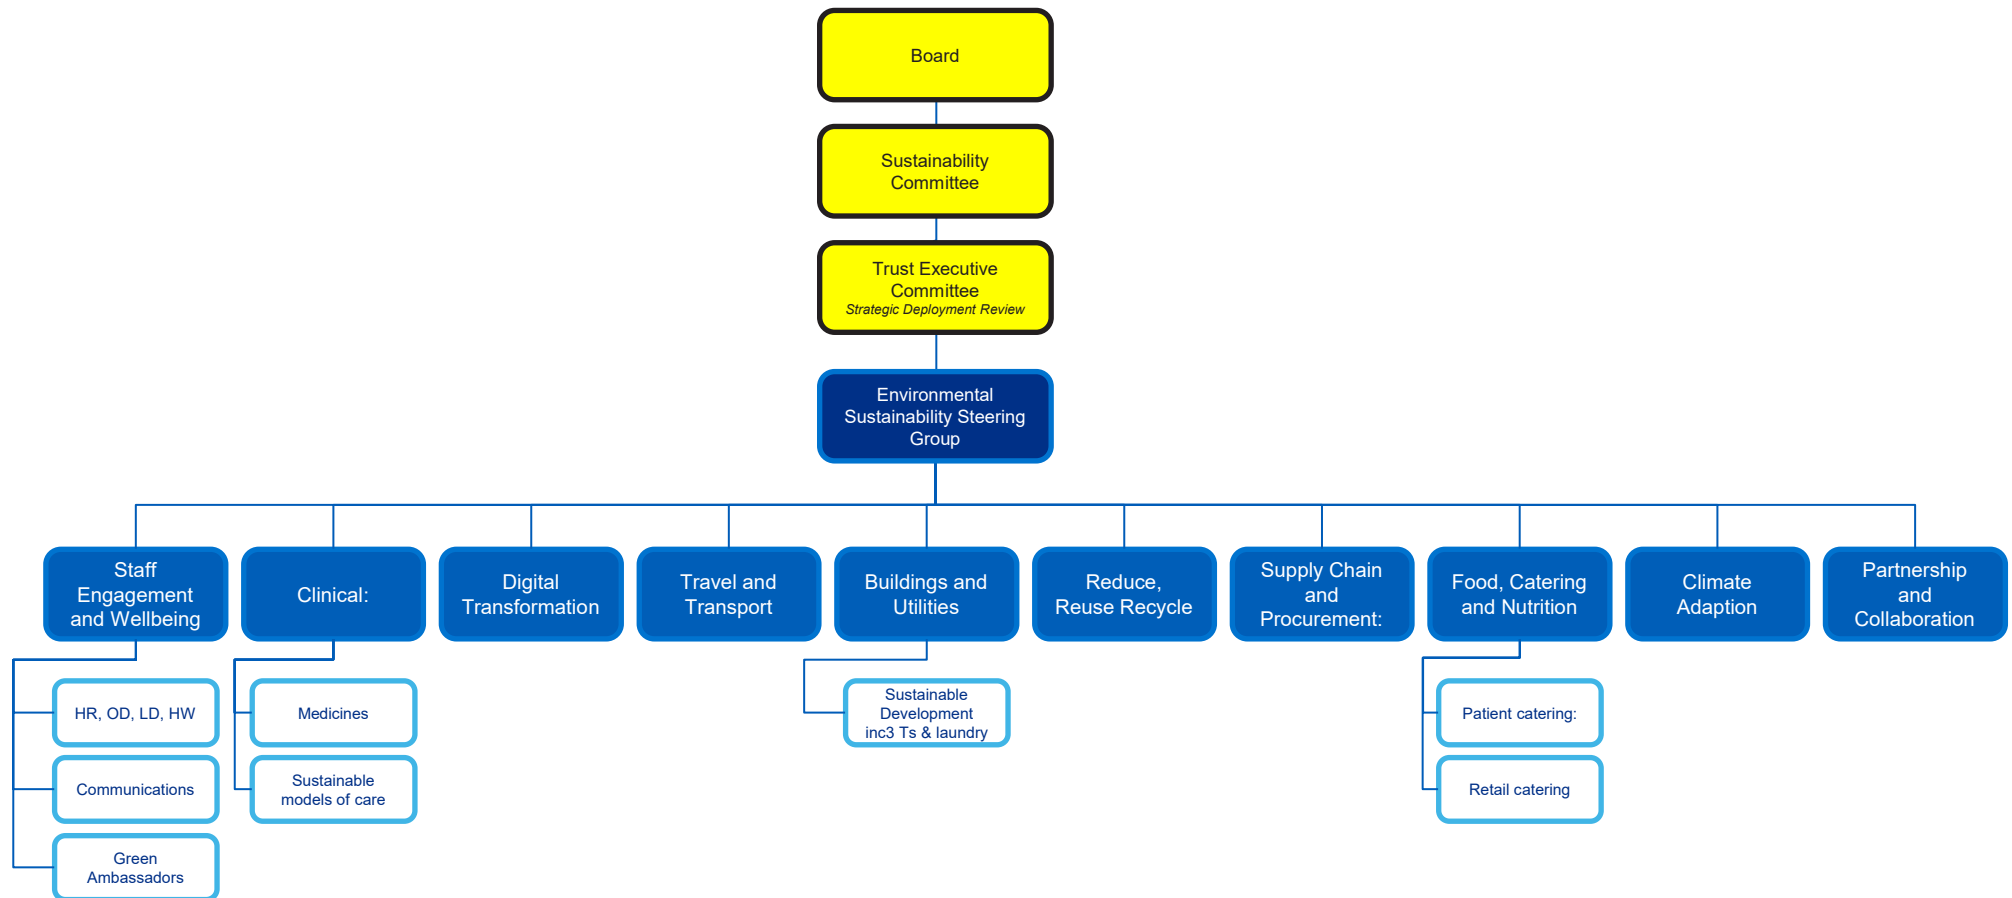 Board
Sustainability
Committee
Trust Executive
Committee
Strategic Deployment Review
Environmental
Sustainability Steering
Group
Staff
Engagement
and Wellbeing
Clinical:
Digital
Transformation
Travel and
Transport
Buildings and
Utilities
Reduce,
Reuse Recycle
Supply Chain
and
Procurement:
Food, Catering
and Nutrition
Climate
Adaption
Partnership
and
Collaboration
HR, OD, LD, HW
Communications
Green
Ambassadors
Medicines
Sustainable
models of care
Sustainable
Development
inc3 Ts & laundry
Patient catering:
Retail catering